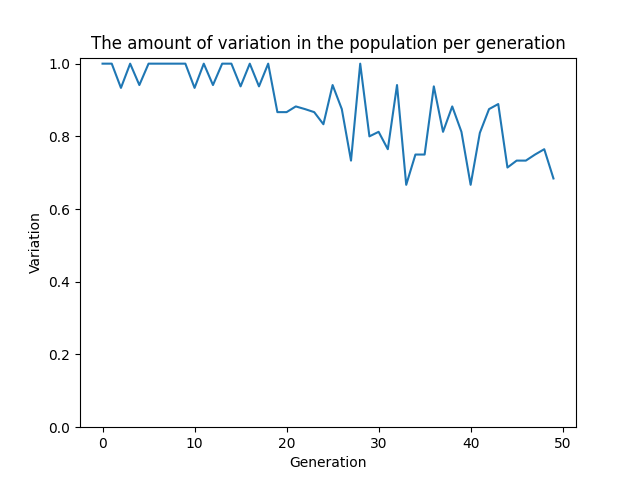 The amount of variation in the population per generation
1.0
0.8
0.6
0.4
0.2
0.0
Variation
0 10 20 30 40 50
Generation